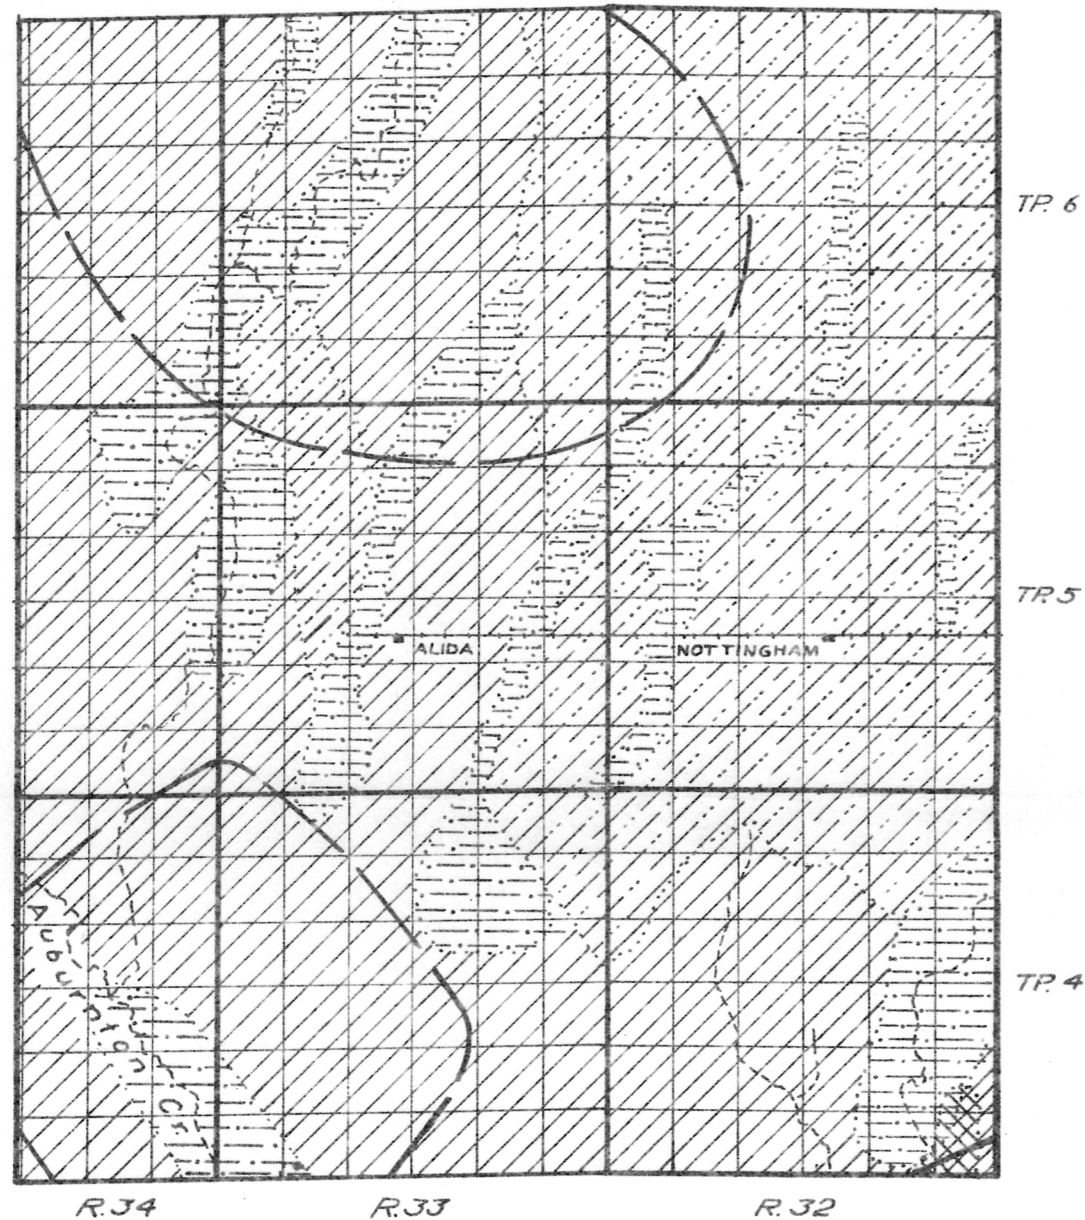 TP. 6
TP. 5
ALIDA
NOTTINGHAM
TP. 4
Auburnton Cr.
R. 34
R. 33
R. 32